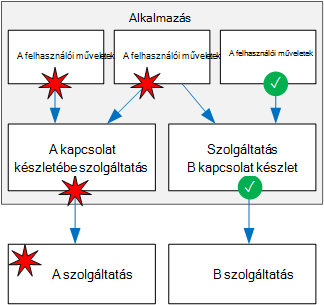 Alkalmazás
A felhasználói műveletek
A felhasználói műveletek
A felhasználói műveletek
A kapcsolat
készletébe szolgáltatás
Szolgáltatás
B kapcsolat készlet
A szolgáltatás
B szolgáltatás